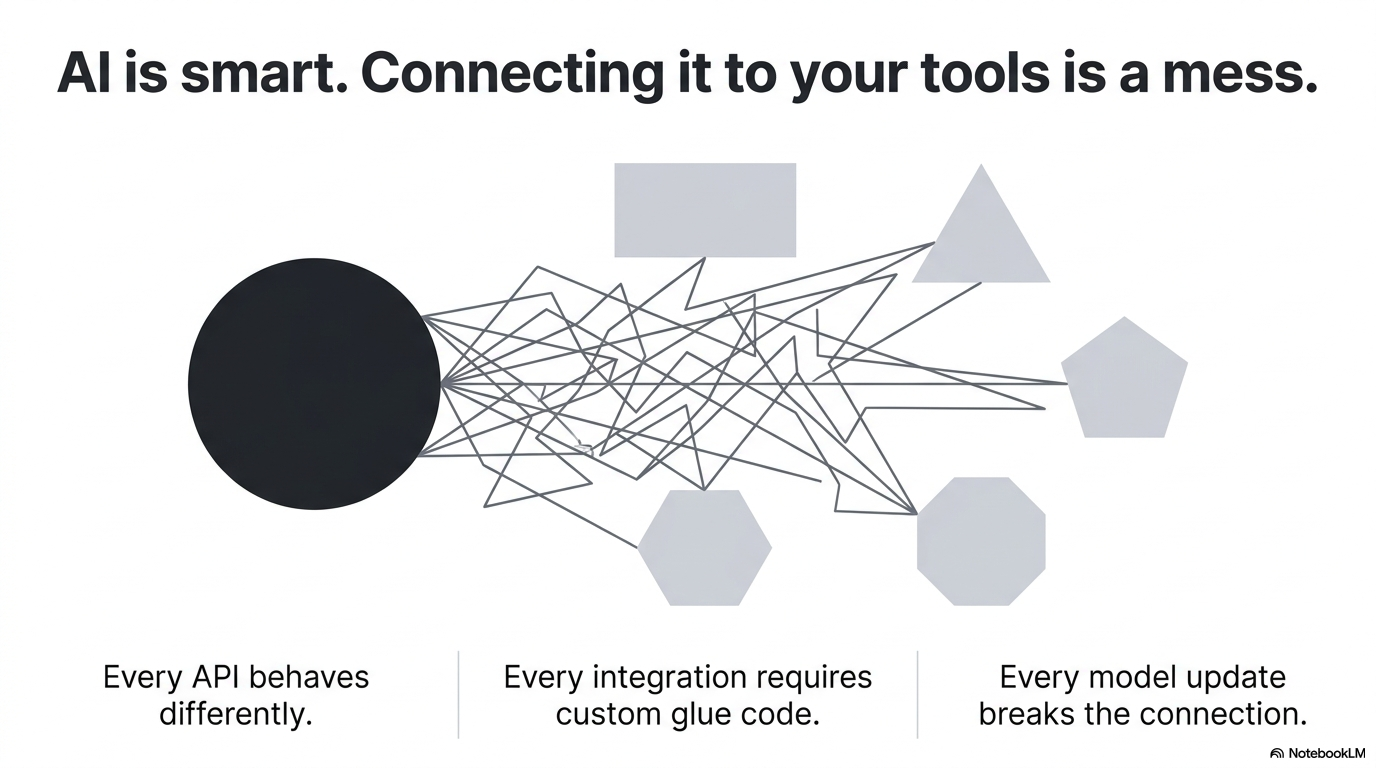 AI is smart. Connecting it to your tools is a mess.
Every API behaves
differently.
Every integration requires
custom glue code.
Every model update
breaks the connection.
NotebookLM